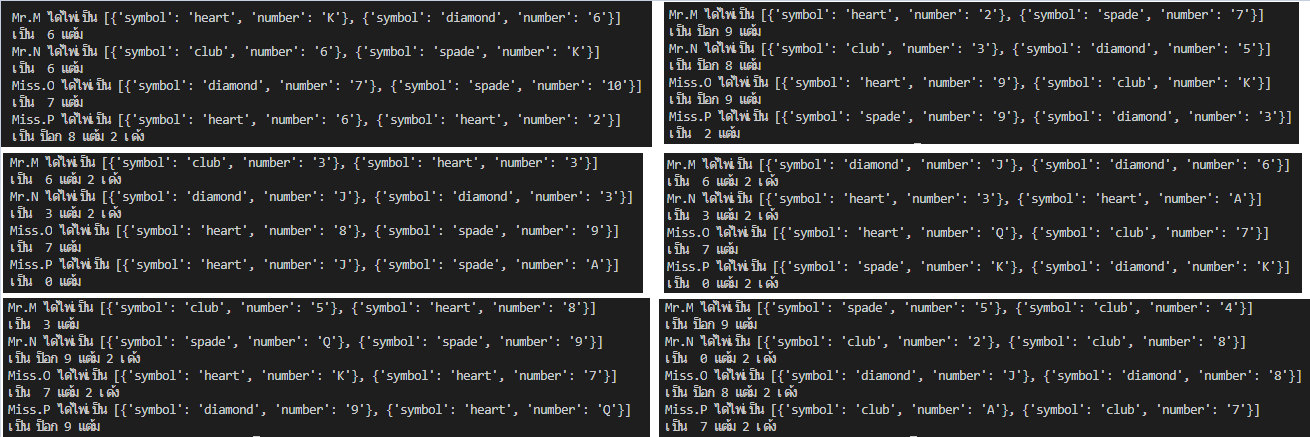 Mr.M ได้ไพ่เป็น [{'symbol': 'heart', 'number': 'K'}, {'symbol': 'diamond', 'number': '6'}]
เป็น 6 แต้ม
Mr.N ได้ไพ่เป็น [{'symbol': 'club', 'number': '6'}, {'symbol': 'spade', 'number': 'K'}]
เป็น 6 แต้ม
Miss.O ได้ไพ่เป็น [{'symbol': 'diamond', 'number': '7'}, {'symbol': 'spade', 'number': '10'}]
เป็น 7 แต้ม
Miss.P ได้ไพ่เป็น [{'symbol': 'heart', 'number': '6'}, {'symbol': 'heart', 'number': '2'}]
เป็น ป๊อก 8 แต้ม 2 เด้ง
Mr.M ได้ไพ่เป็น [{'symbol': 'heart', 'number': '2'}, {'symbol': 'spade', 'number': '7'}]
เป็น ป๊อก 9 แต้ม
Mr.N ได้ไพ่เป็น [{'symbol': 'club', 'number': '3'}, {'symbol': 'diamond', 'number': '5'}]
เป็น ป๊อก 8 แต้ม
Miss.O ได้ไพ่เป็น [{'symbol': 'heart', 'number': '9'}, {'symbol': 'club', 'number': 'K'}]
เป็น ป๊อก 9 แต้ม
Miss.P ได้ไพ่เป็น [{'symbol': 'spade', 'number': '9'}, {'symbol': 'diamond', 'number': '3'}]
เป็น 2 แต้ม
Mr.M ได้ไพ่เป็น [{'symbol': 'club', 'number': '3'}, {'symbol': 'heart', 'number': '3'}]
เป็น 6 แต้ม 2 เด้ง
Mr.N ได้ไพ่เป็น [{'symbol': 'diamond', 'number': 'J'}, {'symbol': 'diamond', 'number': '3'}]
เป็น 3 แต้ม 2 เด้ง
Miss.O ได้ไพ่เป็น [{'symbol': 'heart', 'number': '8'}, {'symbol': 'spade', 'number': '9'}]
เป็น 7 แต้ม
Miss.P ได้ไพ่เป็น [{'symbol': 'heart', 'number': 'J'}, {'symbol': 'spade', 'number': 'A'}]
เป็น 0 แต้ม
Mr.M ได้ไพ่เป็น [{'symbol': 'diamond', 'number': 'J'}, {'symbol': 'diamond', 'number': '6'}]
เป็น 6 แต้ม 2 เด้ง
Mr.N ได้ไพ่เป็น [{'symbol': 'heart', 'number': '3'}, {'symbol': 'heart', 'number': 'A'}]
เป็น 3 แต้ม 2 เด้ง
Miss.O ได้ไพ่เป็น [{'symbol': 'heart', 'number': 'Q'}, {'symbol': 'club', 'number': '7'}]
เป็น 7 แต้ม
Miss.P ได้ไพ่เป็น [{'symbol': 'spade', 'number': 'K'}, {'symbol': 'diamond', 'number': 'K'}]
เป็น 0 แต้ม 2 เด้ง
Mr.M ได้ไพ่เป็น [{'symbol': 'club', 'number': '5'}, {'symbol': 'heart', 'number': '8'}]
เป็น 3 แต้ม
Mr.N ได้ไพ่เป็น [{'symbol': 'spade', 'number': 'Q'}, {'symbol': 'spade', 'number': '9'}]
เป็น ป๊อก 9 แต้ม 2 เด้ง
Miss.O ได้ไพ่เป็น [{'symbol': 'heart', 'number': 'K'}, {'symbol': 'heart', 'number': '7'}]
เป็น 7 แต้ม 2 เด้ง
Miss.P ได้ไพ่เป็น [{'symbol': 'diamond', 'number': '9'}, {'symbol': 'heart', 'number': 'Q'}]
เป็น ป๊อก 9 แต้ม
Mr.M ได้ไพ่เป็น [{'symbol': 'spade', 'number': '5'}, {'symbol': 'club', 'number': '4'}]
เป็น ป๊อก 9 แต้ม
Mr.N ได้ไพ่เป็น [{'symbol': 'club', 'number': '2'}, {'symbol': 'club', 'number': '8'}]
เป็น 0 แต้ม 2 เด้ง
Miss.O ได้ไพ่เป็น [{'symbol': 'diamond', 'number': 'J'}, {'symbol': 'diamond', 'number': '8'}]
เป็น ป๊อก 8 แต้ม 2 เด้ง
Miss.P ได้ไพ่เป็น [{'symbol': 'club', 'number': 'A'}, {'symbol': 'club', 'number': '7'}]
เป็น 7 แต้ม 2 เด้ง